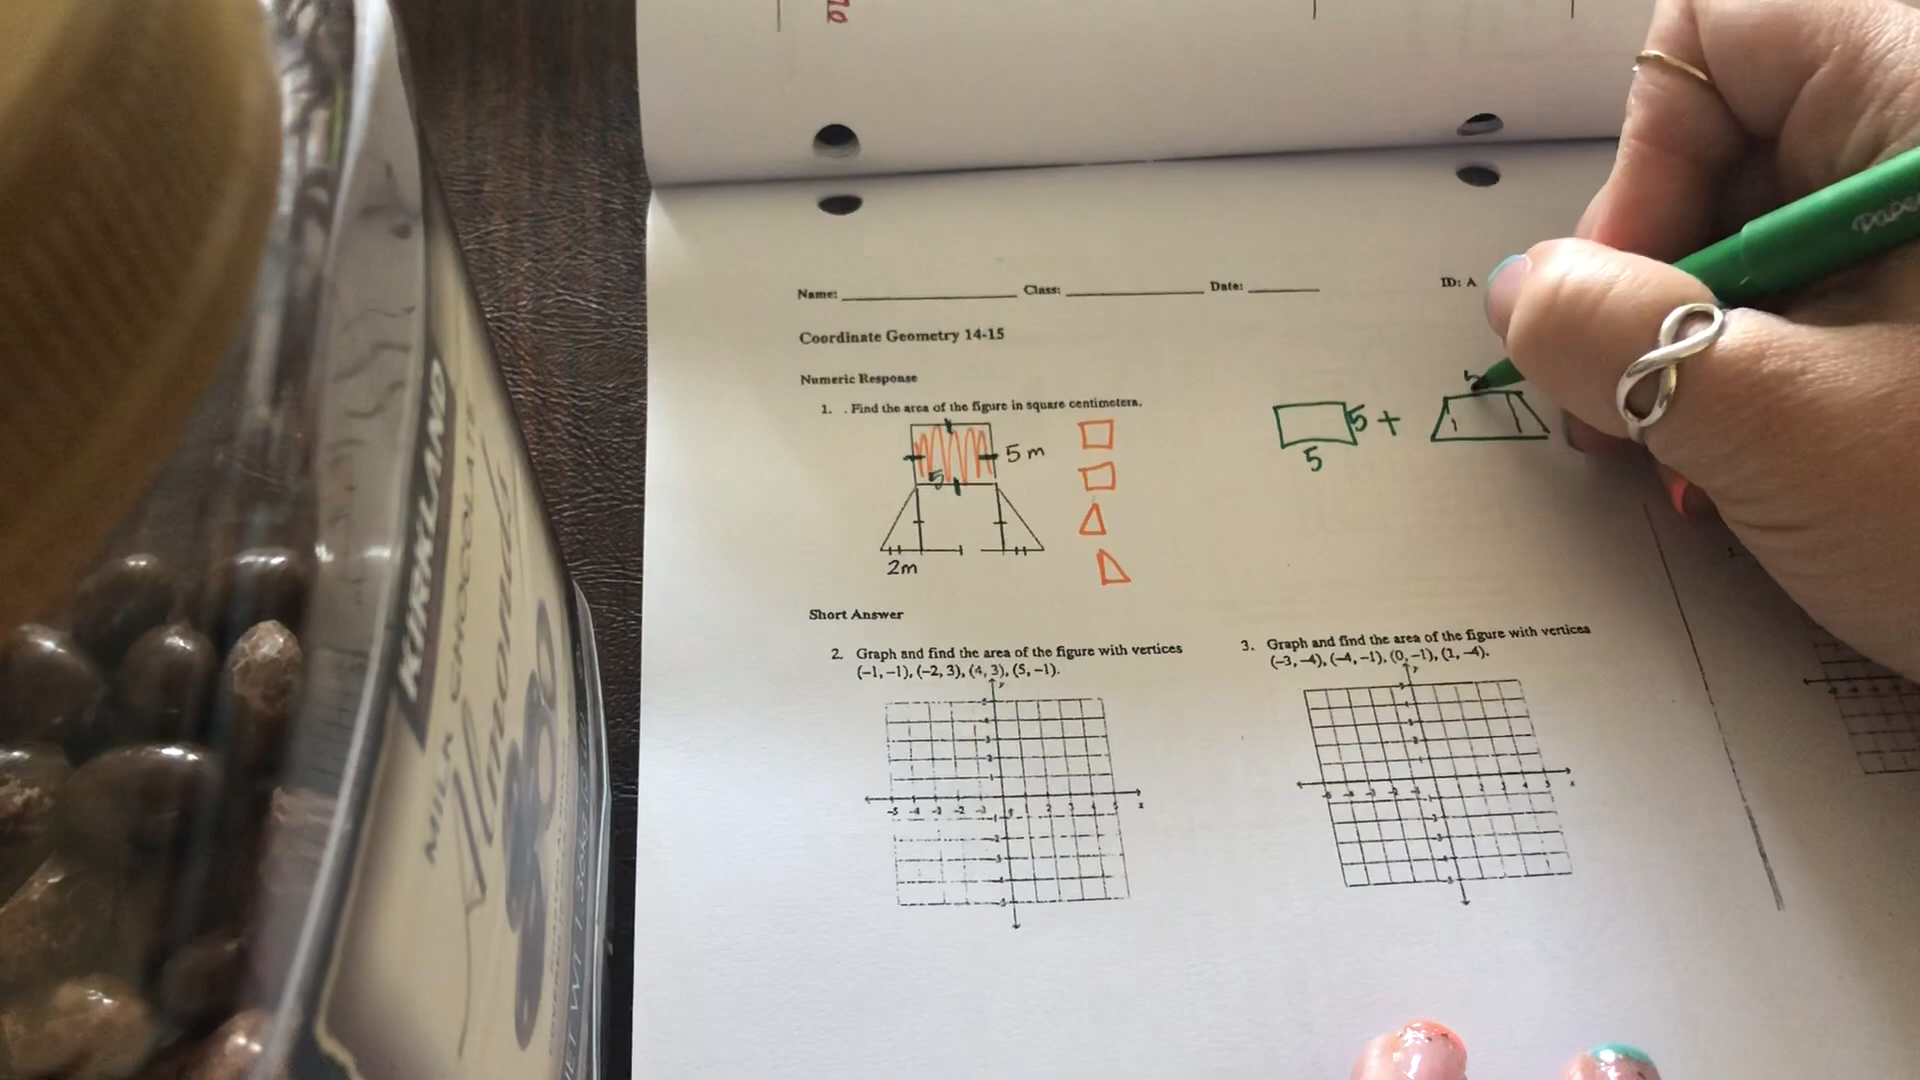 Name: Class: Date: ID: A
Coordinate Geometry 14-15
Numeric Response
1. . Find the area of the figure in square centimeters.
5 m
5
2m
5 +
5
5
Short Answer
2. Graph and find the area of the figure with vertices
(−1, −1), (−2, 3), (4, 3), (5, −1).
3. Graph and find the area of the figure with vertices
(−3, −4), (−4, −1), (0, −1), (1, −4).
KIRKLAND
MILK CHOCOLATE
Almonds